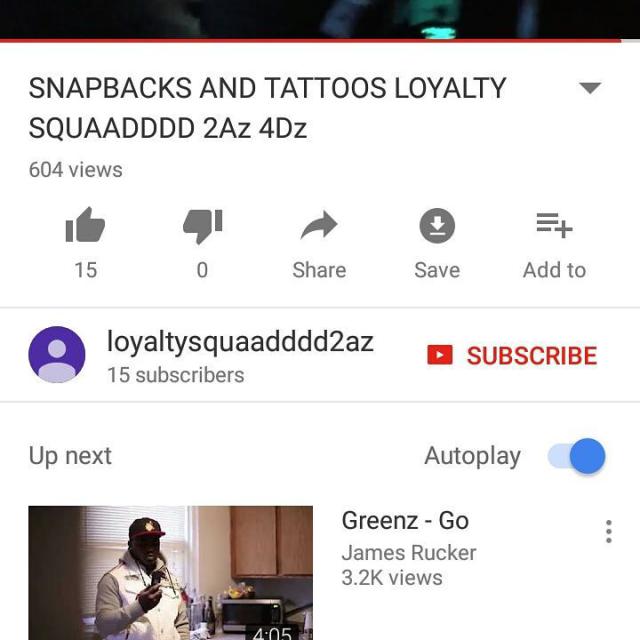 SNAPBACKS AND TATTOOS LOYALTY
SQUAADDDD 2Az 4Dz
604 views
15 0 Share Save Add to
loyaltysquaadddd2az SUBSCRIBE
15 subscribers
Up next Autoplay
Greenz - Go
James Rucker
3.2K views
4:05